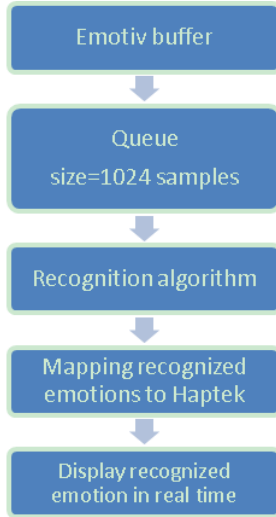 Emotiv buffer
Queue
size=1024 samples
Recognition algorithm
Mapping recognized
emotions to Haptek
Display recognized
emotion in real time